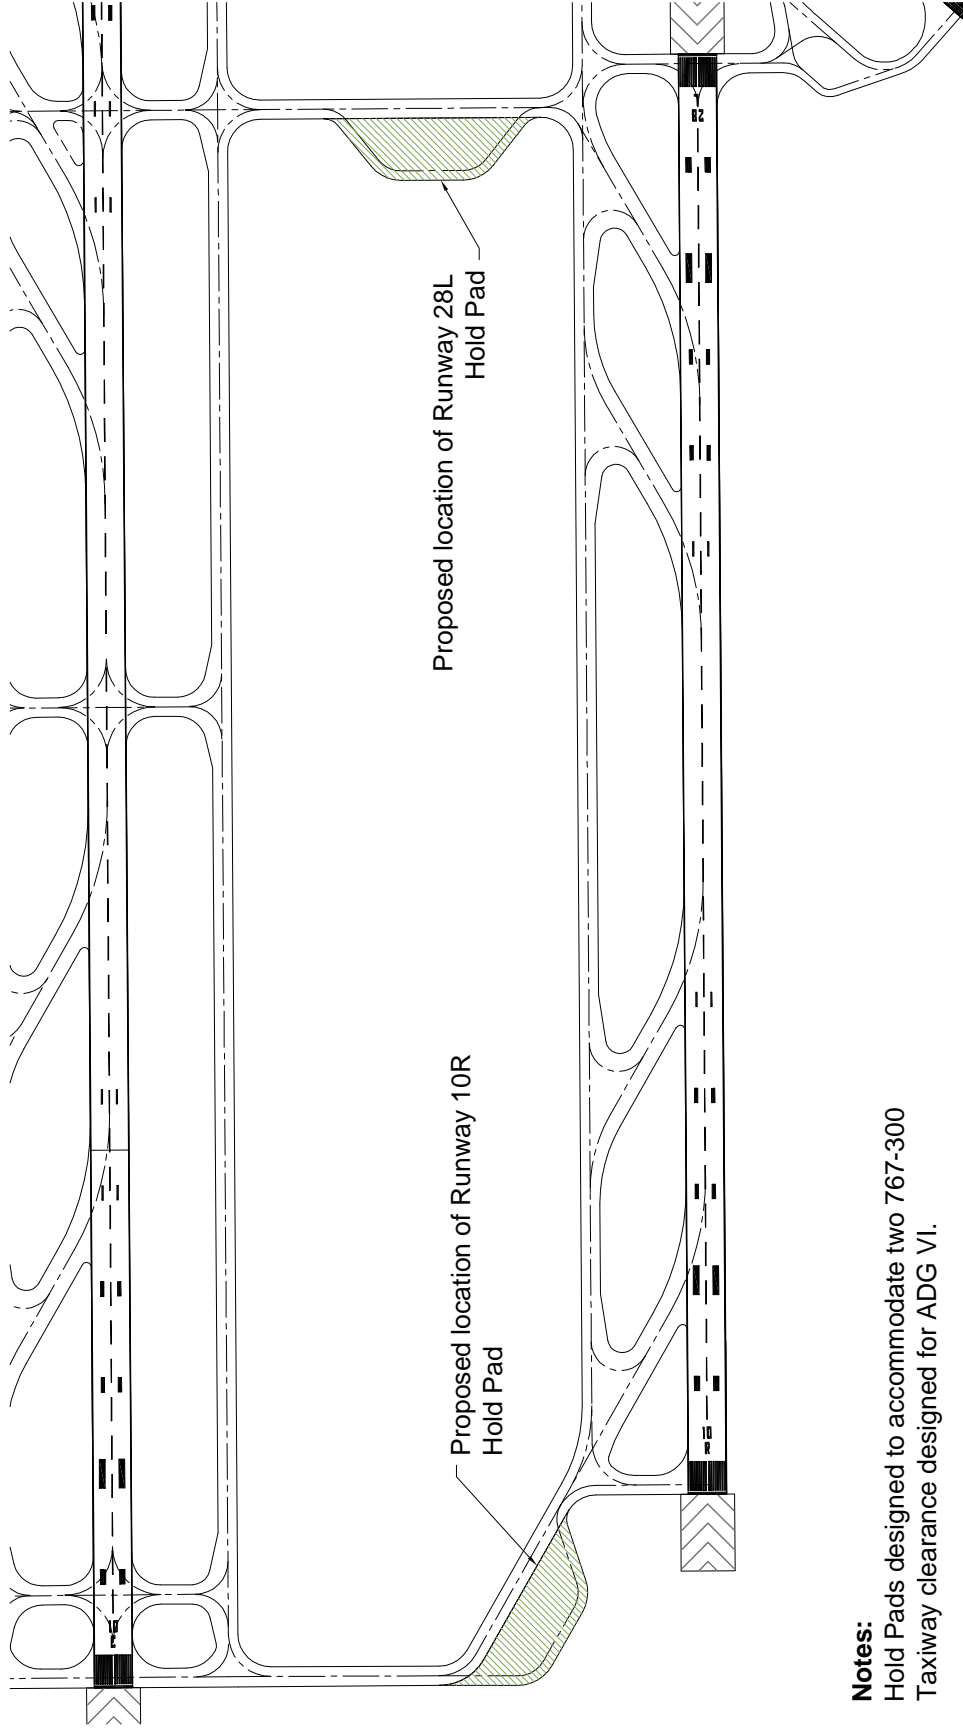 Proposed location of Runway 28L
Hold Pad
Proposed location of Runway 10R
Hold Pad
28
L
10
R
10
Notes:
Hold Pads designed to accommodate two 767-300
Taxiway clearance designed for ADG VI.